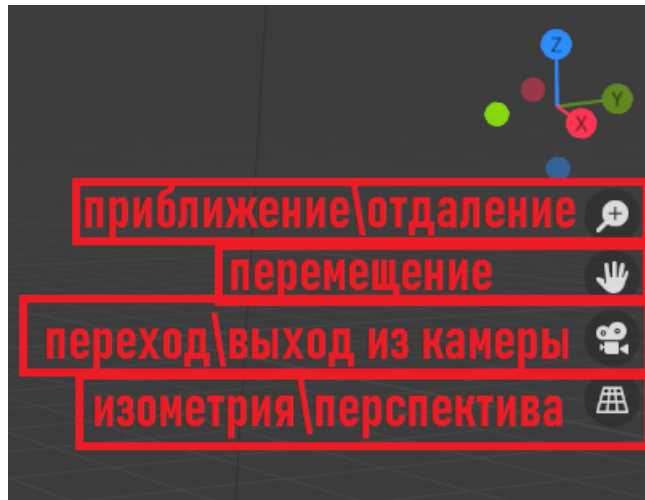 Z
Y
X
приближение\отдаление
перемещение
переход\выход из камеры
изометрия\перспектива